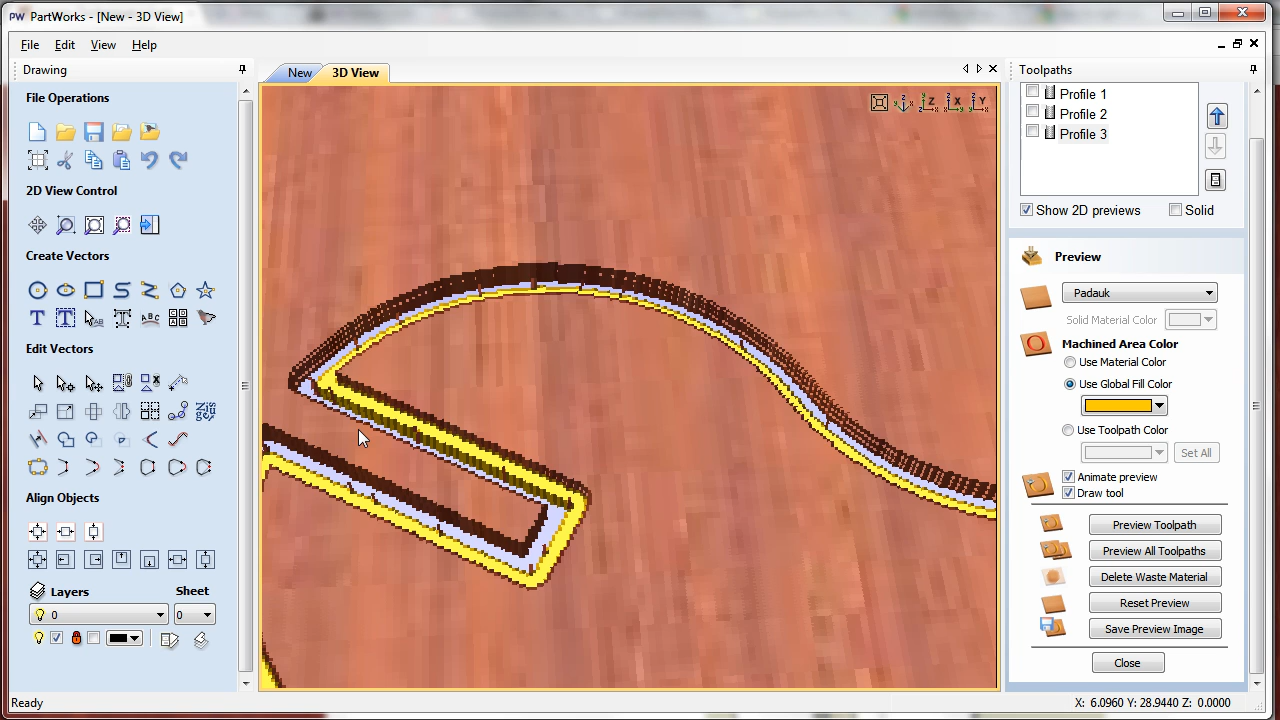 PW PartWorks - [New - 3D View]
File Edit View Help
Drawing
File Operations
2D View Control
Create Vectors
Edit Vectors
Align Objects
Layers Sheet
0 0
New 3D View
Toolpaths
Profile 1
Profile 2
Profile 3
Show 2D previews Solid
Preview
Padauk
Solid Material Color
Machined Area Color
Use Material Color
Use Global Fill Color
Use Toolpath Color
Set All
Animate preview
Draw tool
Preview Toolpath
Preview All Toolpaths
Delete Waste Material
Reset Preview
Save Preview Image
Close
Ready X: 6.0960 Y: 28.9440 Z: 0.0000